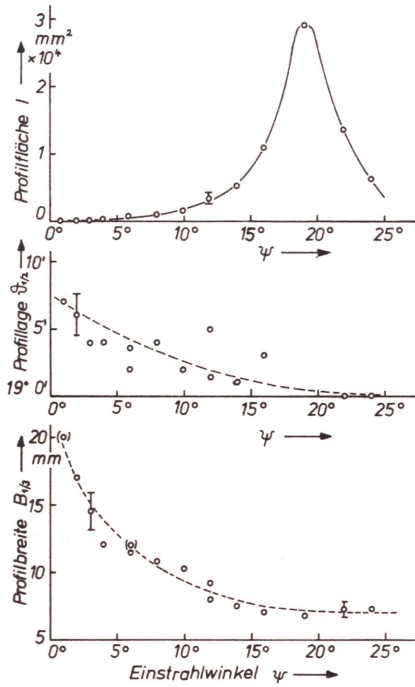 3
mm²
×10⁴
2
1
0
Profilfläche I
0° 5° 10° 15° 20° 25°
ψ
10'
5'
19° 0'
Profillage ϑ1/2
0° 5° 10° 15° 20° 25°
ψ
20
mm
15
10
5
(o)
(o)
Profilbreite B1/2
0° 5° 10° 15° 20° 25°
Einstrahlwinkel ψ